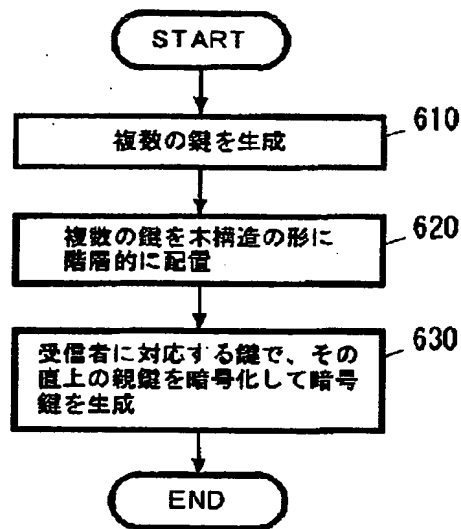 START
複数の鍵を生成
610
複数の鍵を木構造の形に
階層的に配置
620
受信者に対応する鍵で、その
直上の親鍵を暗号化して暗号
鍵を生成
630
END